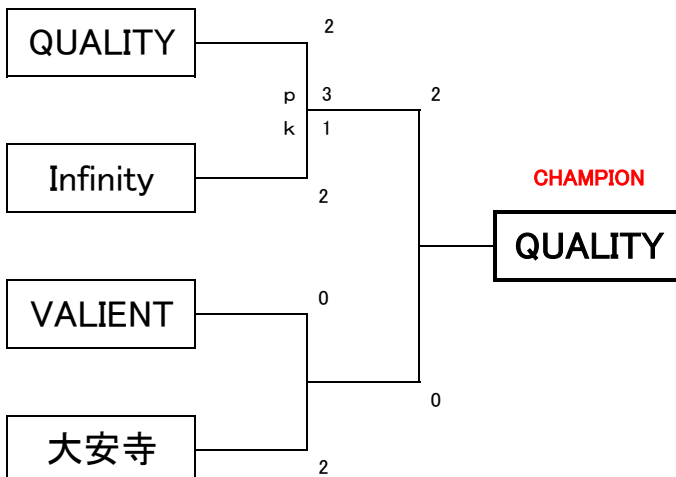 2
QUALITY
ｐ 3 2
ｋ 1
Infinity
CHAMPION
2
QUALITY
0
VALIENT
0
大安寺
2